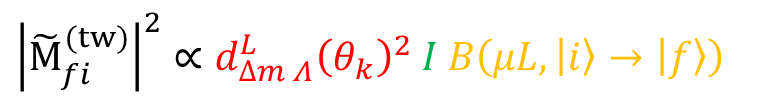 |M̃_{fi}^{(tw)}|^2 ∝ d^L_{Δm Λ}(θ_k)^2 I B(μL, |i⟩ → |f⟩)